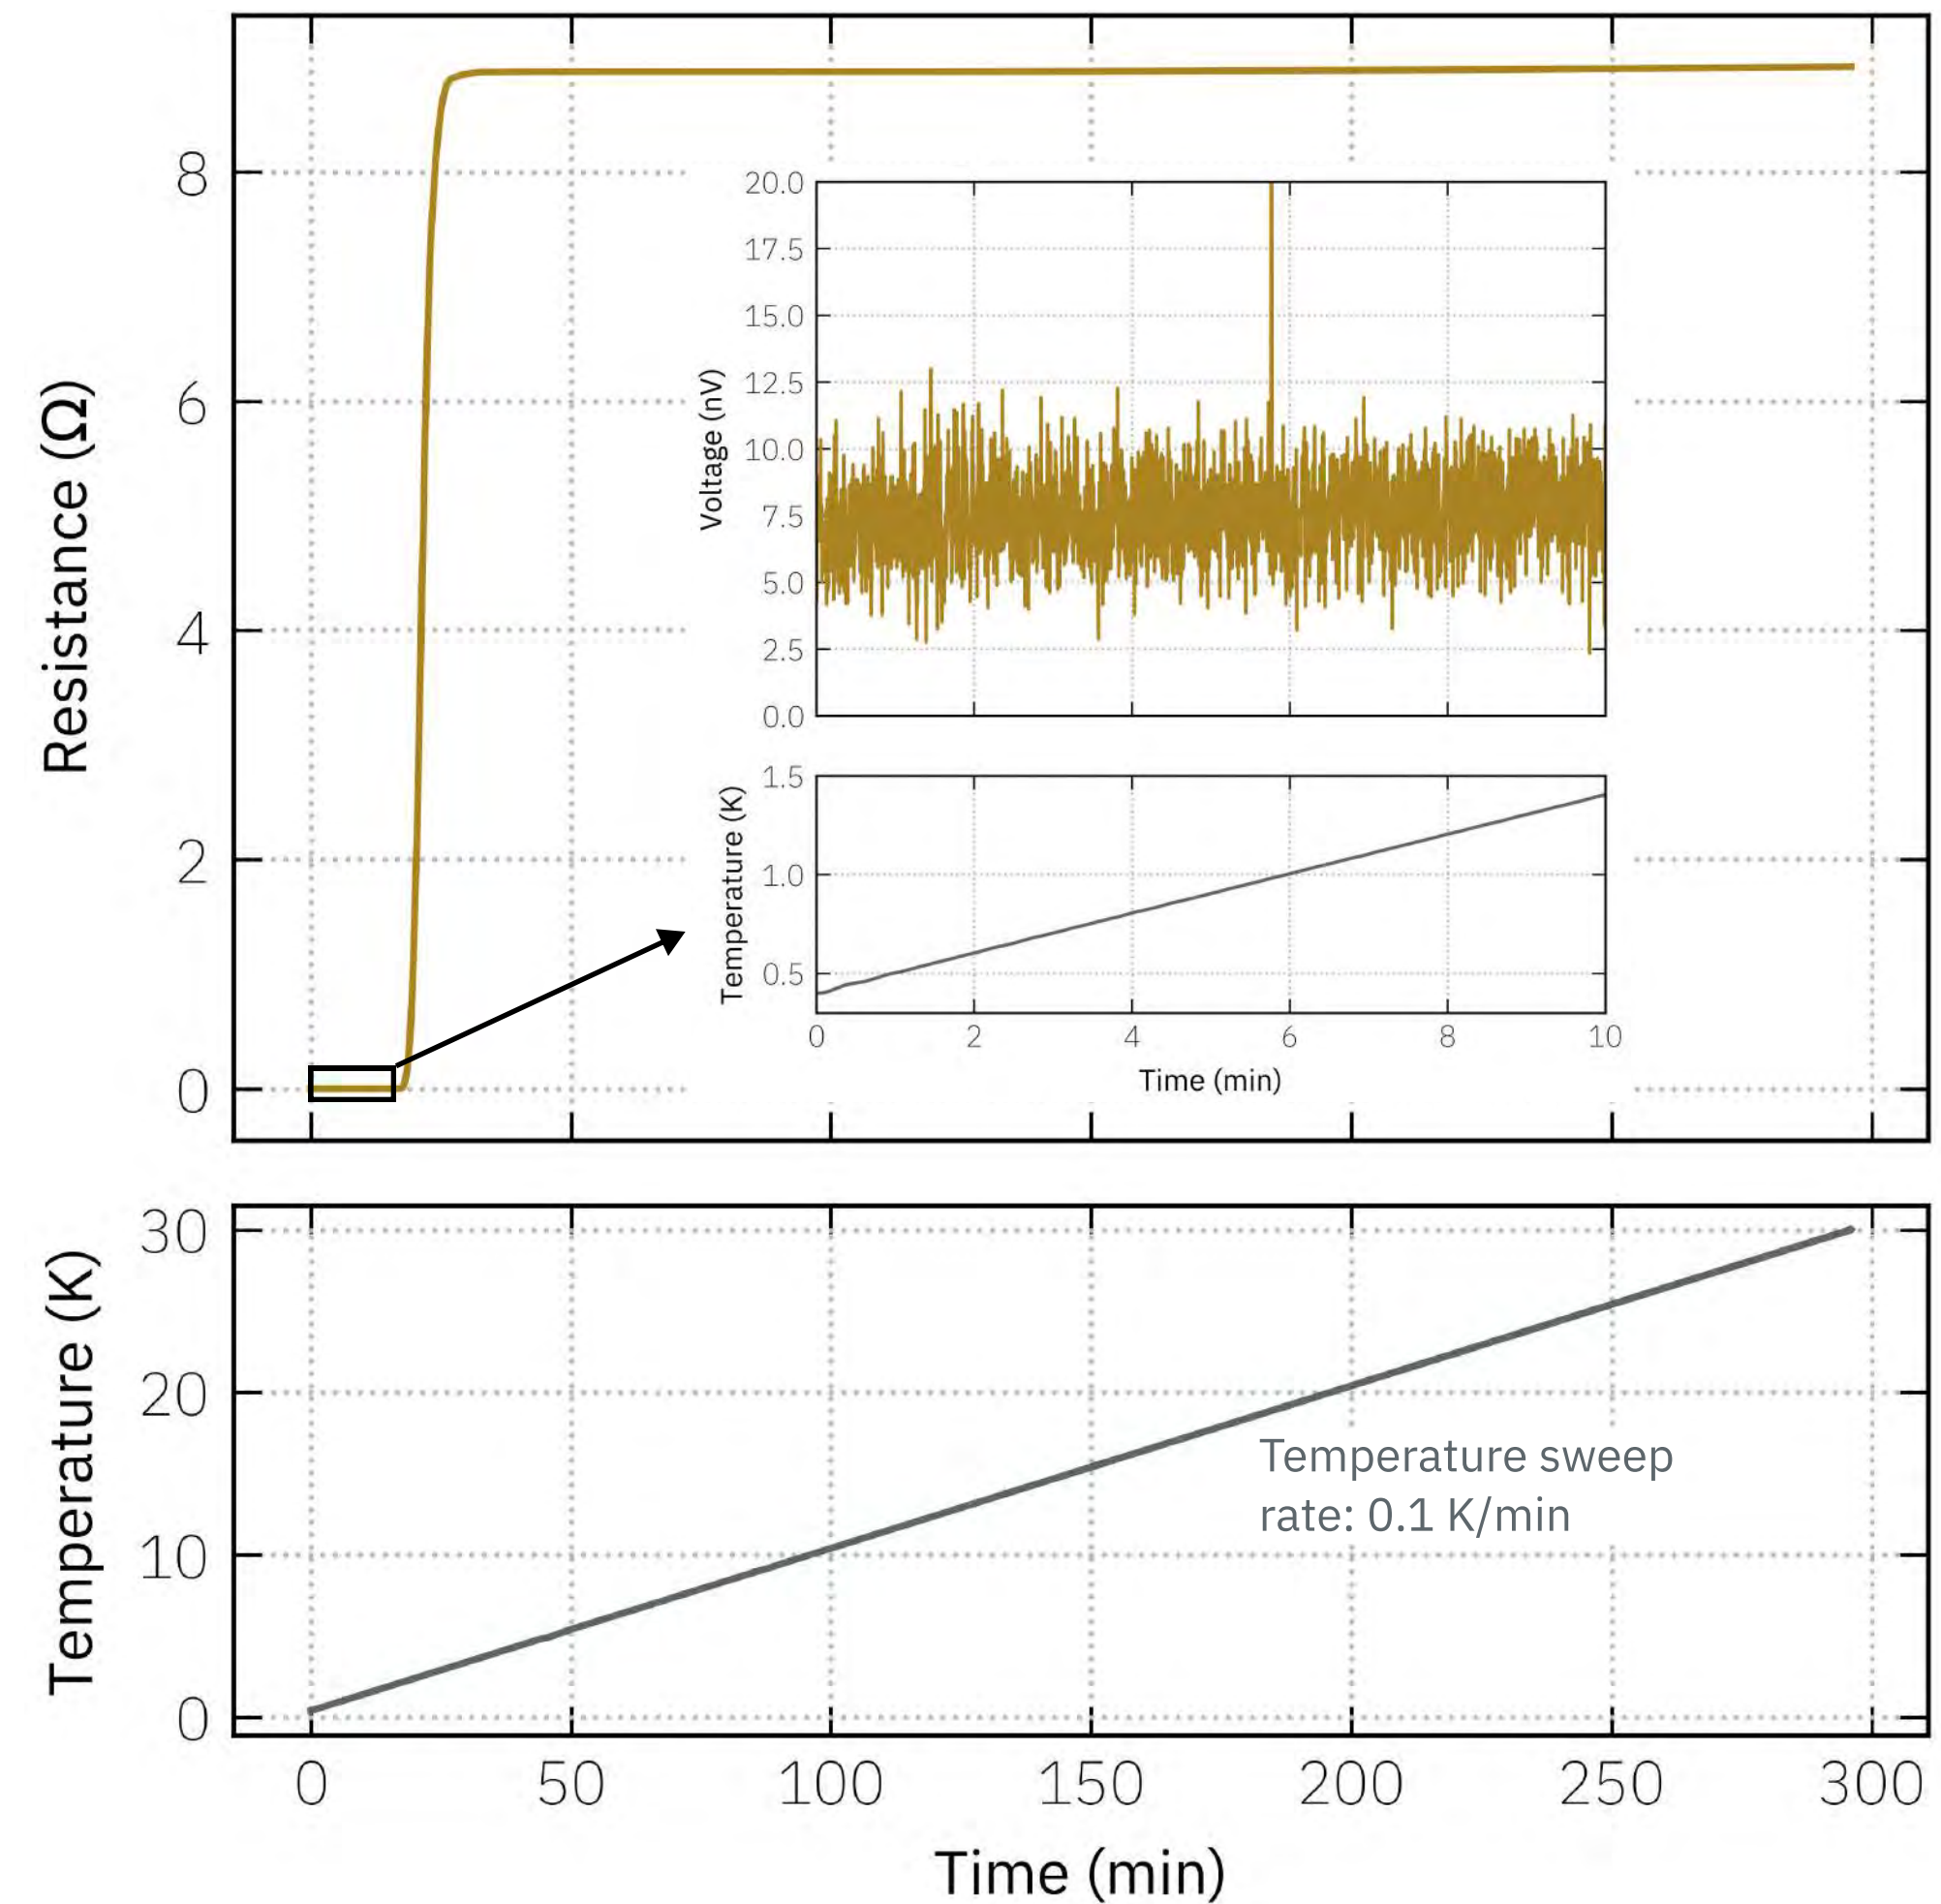 Resistance (Ω)
8
6
4
2
0
Voltage (nV)
20.0
17.5
15.0
12.5
10.0
7.5
5.0
2.5
0.0
Temperature (K)
1.5
1.0
0.5
0 2 4 6 8 10
Time (min)
Temperature (K)
30
20
10
0
Temperature sweep
rate: 0.1 K/min
0 50 100 150 200 250 300
Time (min)